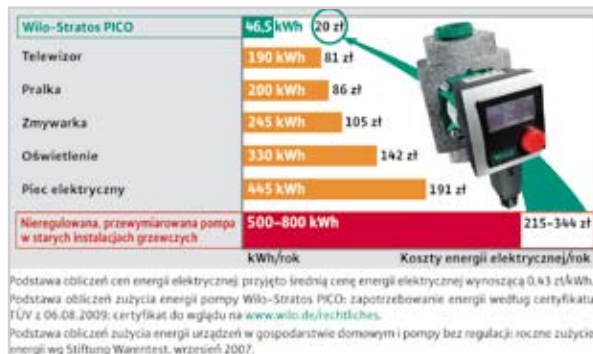 Wilo-Stratos PICO 46,5 kWh 20 zł
Telewizor 190 kWh 81 zł
Pralka 200 kWh 86 zł
Zmywarka 245 kWh 105 zł
Oświetlenie 330 kWh 142 zł
Piec elektryczny 445 kWh 191 zł
Nieregulowana, przewymiarowana pompa
w starych instalacjach grzewczych 500–800 kWh 215–344 zł
kWh/rok Koszty energii elektrycznej/rok
Podstawa obliczeń cen energii elektrycznej: przyjęto średnią cenę energii elektrycznej wynoszącą 0,43 zł/kWh.
Podstawa obliczeń zużycia energii pompy Wilo-Stratos PICO: zapotrzebowanie energii według certyfikatu
TÜV z 06.08.2009; certyfikat do wglądu na www.wilo.de/rechtliches.
Podstawa obliczeń zużycia energii urządzeń w gospodarstwie domowym i pompy bez regulacji: roczne zużycie
energii wg Stiftung Warentest, wrzesień 2007.